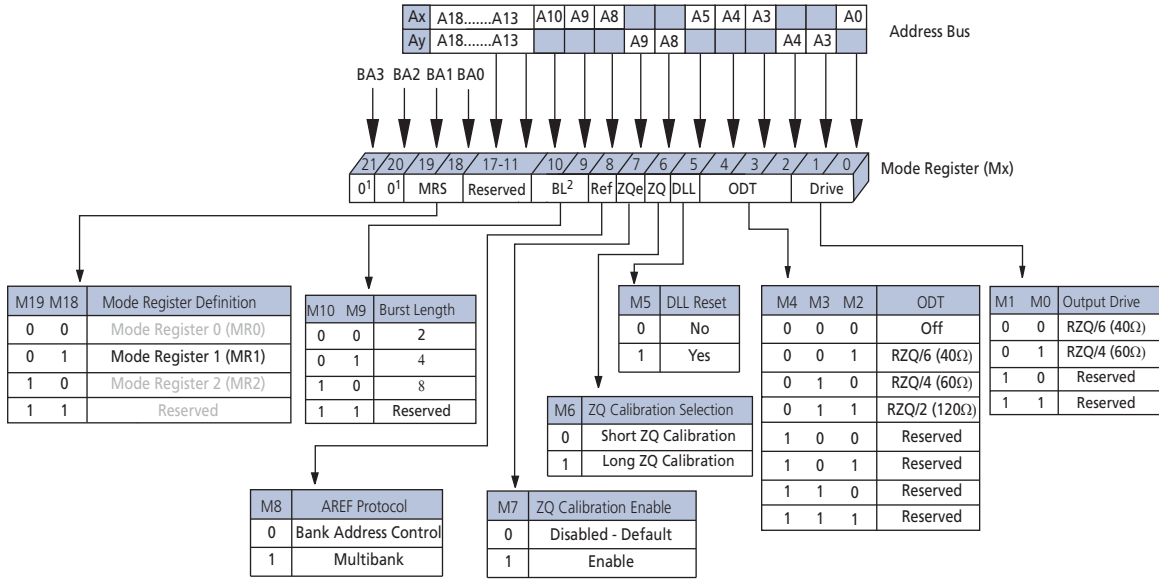 Ax A18.......A13 A10 A9 A8 A5 A4 A3 A0
Ay A18.......A13 A9 A8 A4 A3
Address Bus
BA3 BA2 BA1 BA0
21 20 19 18 17-11 10 9 8 7 6 5 4 3 2 1 0
Mode Register (Mx)
0¹ 0¹ MRS Reserved BL² Ref ZQe ZQ DLL ODT Drive
M19 M18 Mode Register Definition
0 0 Mode Register 0 (MR0)
0 1 Mode Register 1 (MR1)
1 0 Mode Register 2 (MR2)
1 1 Reserved
M10 M9 Burst Length
0 0 2
0 1 4
1 0 8
1 1 Reserved
M5 DLL Reset
0 No
1 Yes
M4 M3 M2 ODT
0 0 0 Off
0 0 1 RZQ/6 (40Ω)
0 1 0 RZQ/4 (60Ω)
0 1 1 RZQ/2 (120Ω)
1 0 0 Reserved
1 0 1 Reserved
1 1 0 Reserved
1 1 1 Reserved
M1 M0 Output Drive
0 0 RZQ/6 (40Ω)
0 1 RZQ/4 (60Ω)
1 0 Reserved
1 1 Reserved
M6 ZQ Calibration Selection
0 Short ZQ Calibration
1 Long ZQ Calibration
M8 AREF Protocol
0 Bank Address Control
1 Multibank
M7 ZQ Calibration Enable
0 Disabled - Default
1 Enable